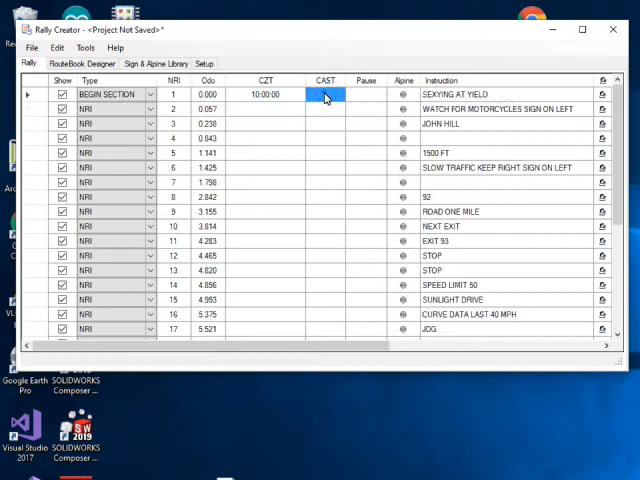 Rally Creator - <Project Not Saved>*
File Edit Tools Help
Rally RouteBook Designer Sign & Alpine Library Setup
Show Type NRI Odo CZT CAST Pause Alpine Instruction
BEGIN SECTION 1 0.000 10:00:00 SEXYING AT YIELD
NRI 2 0.057 WATCH FOR MOTORCYCLES SIGN ON LEFT
NRI 3 0.238 JOHN HILL
NRI 4 0.843
NRI 5 1.141 1500 FT
NRI 6 1.425 SLOW TRAFFIC KEEP RIGHT SIGN ON LEFT
NRI 7 1.798
NRI 8 2.842 92
NRI 9 3.155 ROAD ONE MILE
NRI 10 3.814 NEXT EXIT
NRI 11 4.283 EXIT 93
NRI 12 4.465 STOP
NRI 13 4.820 STOP
NRI 14 4.856 SPEED LIMIT 50
NRI 15 4.993 SUNLIGHT DRIVE
NRI 16 5.375 CURVE DATA LAST 40 MPH
NRI 17 5.521 JOG
Google Earth Pro
SOLIDWORKS Composer ...
Visual Studio 2017
SW 2019
SOLIDWORKS Composer ...